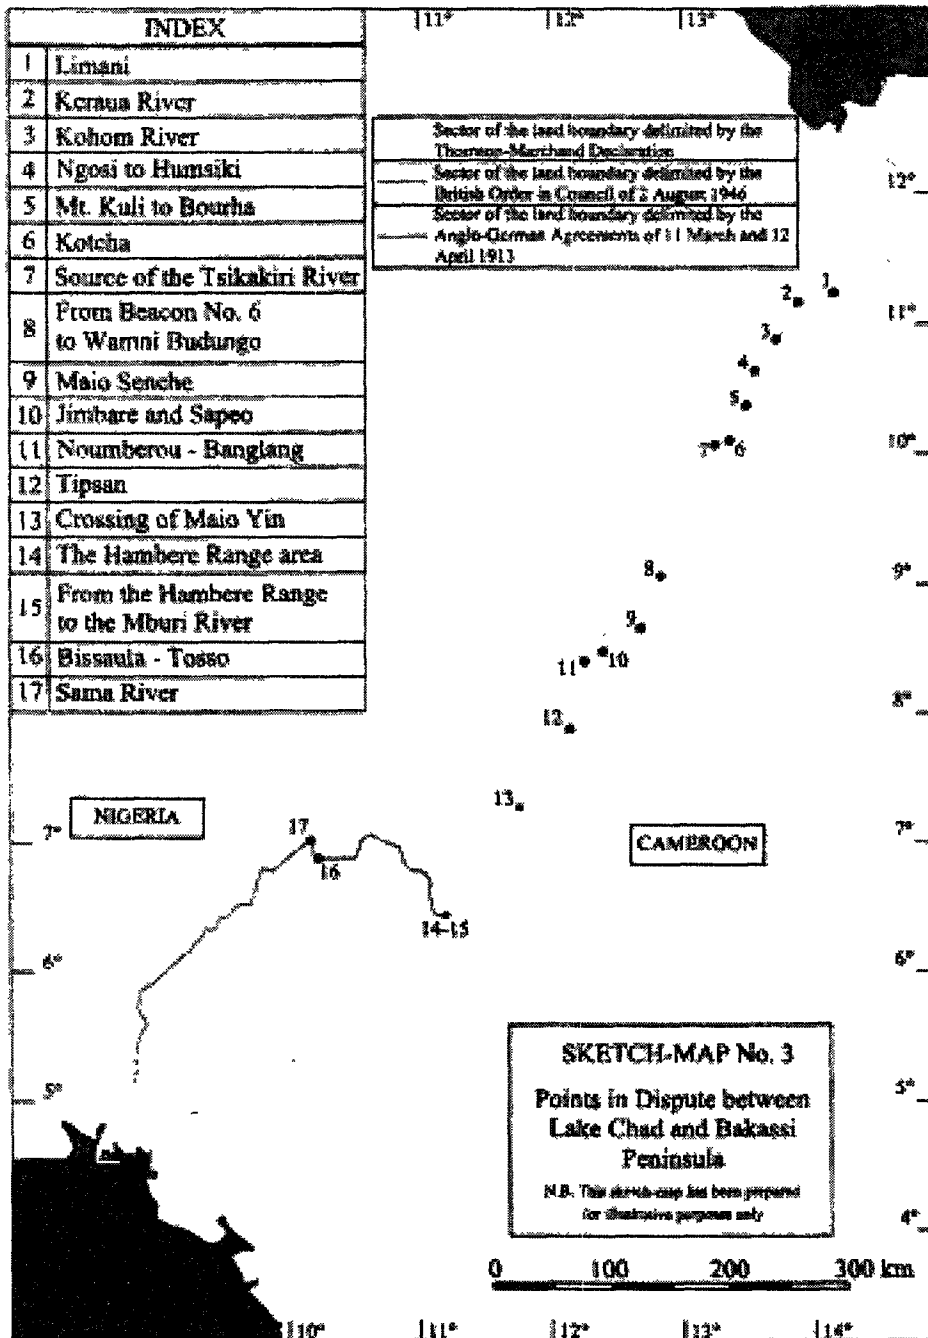 INDEX
1 Limani
2 Keraua River
3 Kohom River
4 Ngosi to Humsiki
5 Mt. Kuli to Bourha
6 Kotcha
7 Source of the Tsikakiri River
8 From Beacon No. 6
to Wamni Budungo
9 Maio Senche
10 Jimbare and Sapeo
11 Noumberou - Banglang
12 Tipsan
13 Crossing of Maio Yin
14 The Hambere Range area
15 From the Hambere Range
to the Mburi River
16 Bissaula - Tosso
17 Sama River
11° 12° 13°
Sector of the land boundary delimited by the
Thomson-Marchand Declaration
Sector of the land boundary delimited by the
British Order in Council of 2 August 1946
Sector of the land boundary delimited by the
Anglo-German Agreements of 11 March and 12
April 1913
12°
1
2
11°
3
4
5
7 6
10°
8
9°
9
11 10
8°
12
13
NIGERIA
7°
17
16
CAMEROON
7°
14-15
6°
6°
SKETCH-MAP No. 3
Points in Dispute between
Lake Chad and Bakassi
Peninsula
N.B. This sketch-map has been prepared
for illustrative purposes only
5°
5°
4°
0 100 200 300 km
10° 11° 12° 13° 14°